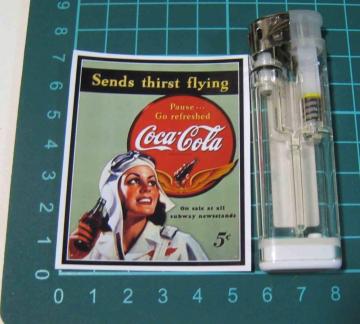 Sends thirst flying
Pause...
Go refreshed
Coca-Cola
On sale at all
subway newsstands
5¢
9
8
7
6
5
4
3
2
1
0
0 1 2 3 4 5 6 7 8